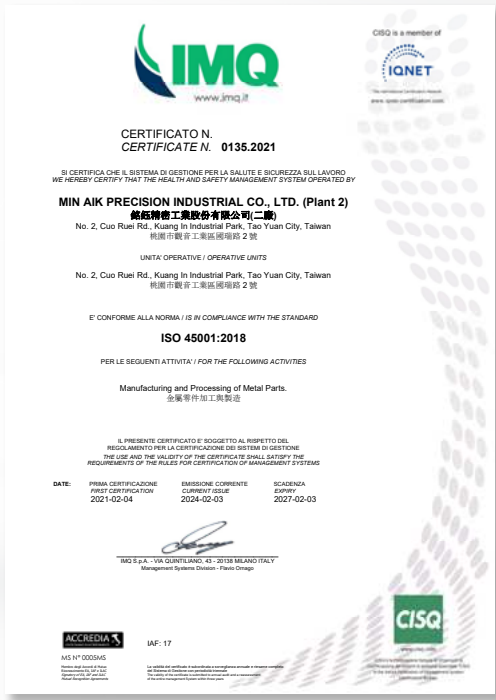 IMQ
www.imq.it
CISQ is a member of
IQNET
www.iqnet-certification.com
CERTIFICATO N.
CERTIFICATE N. 0135.2021
SI CERTIFICA CHE IL SISTEMA DI GESTIONE PER LA SALUTE E SICUREZZA SUL LAVORO
WE HEREBY CERTIFY THAT THE HEALTH AND SAFETY MANAGEMENT SYSTEM OPERATED BY
MIN AIK PRECISION INDUSTRIAL CO., LTD. (Plant 2)
銘鈺精密工業股份有限公司(二廠)
No. 2, Cuo Ruei Rd., Kuang In Industrial Park, Tao Yuan City, Taiwan
桃園市觀音工業區國瑞路 2 號
UNITA' OPERATIVE / OPERATIVE UNITS
No. 2, Cuo Ruei Rd., Kuang In Industrial Park, Tao Yuan City, Taiwan
桃園市觀音工業區國瑞路 2 號
E' CONFORME ALLA NORMA / IS IN COMPLIANCE WITH THE STANDARD
ISO 45001:2018
PER LE SEGUENTI ATTIVITA' / FOR THE FOLLOWING ACTIVITIES
Manufacturing and Processing of Metal Parts.
金屬零件加工與製造
IL PRESENTE CERTIFICATO E' SOGGETTO AL RISPETTO DEL
REGOLAMENTO PER LA CERTIFICAZIONE DEI SISTEMI DI GESTIONE
THE USE AND THE VALIDITY OF THE CERTIFICATE SHALL SATISFY THE
REQUIREMENTS OF THE RULES FOR CERTIFICATION OF MANAGEMENT SYSTEMS
DATE: PRIMA CERTIFICAZIONE EMISSIONE CORRENTE SCADENZA
FIRST CERTIFICATION CURRENT ISSUE EXPIRY
2021-02-04 2024-02-03 2027-02-03
IMQ S.p.A. - VIA QUINTILIANO, 43 - 20138 MILANO ITALY
Management Systems Division - Flavio Ornago
ACCREDIA
IAF: 17
MS N° 0005MS
CISQ
www.cisq.com